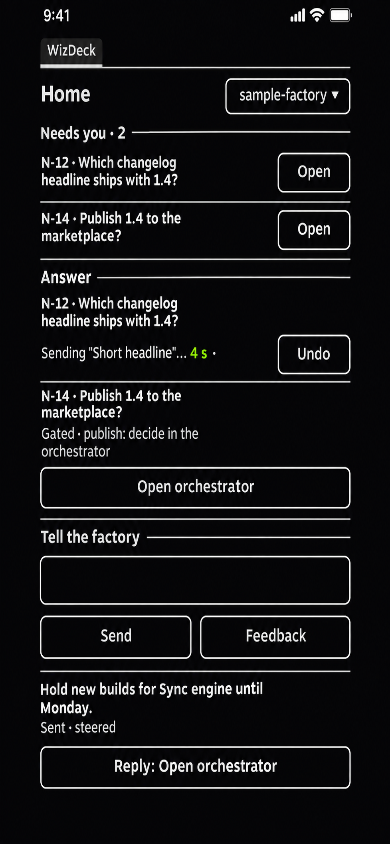 9:41
WizDeck
Home
sample-factory ▾
Needs you · 2
N-12 · Which changelog
headline ships with 1.4?
Open
N-14 · Publish 1.4 to the
marketplace?
Open
Answer
N-12 · Which changelog
headline ships with 1.4?
Sending "Short headline"... 4 s ·
Undo
N-14 · Publish 1.4 to the
marketplace?
Gated · publish: decide in the
orchestrator
Open orchestrator
Tell the factory
Send
Feedback
Hold new builds for Sync engine until
Monday.
Sent · steered
Reply: Open orchestrator